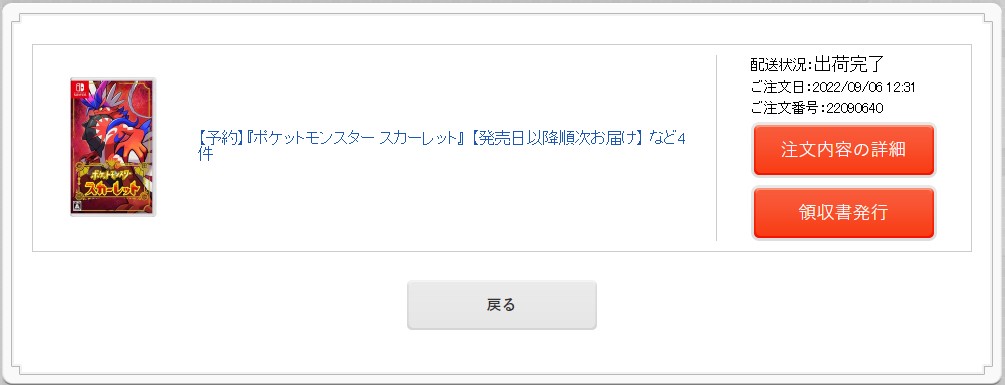 【予約】『ポケットモンスター スカーレット』【発売日以降順次お届け】 など4
件
ポケットモンスター
スカーレット
A
配送状況:出荷完了
ご注文日:2022/09/06 12:31
ご注文番号:22090640
注文内容の詳細
領収書発行
戻る